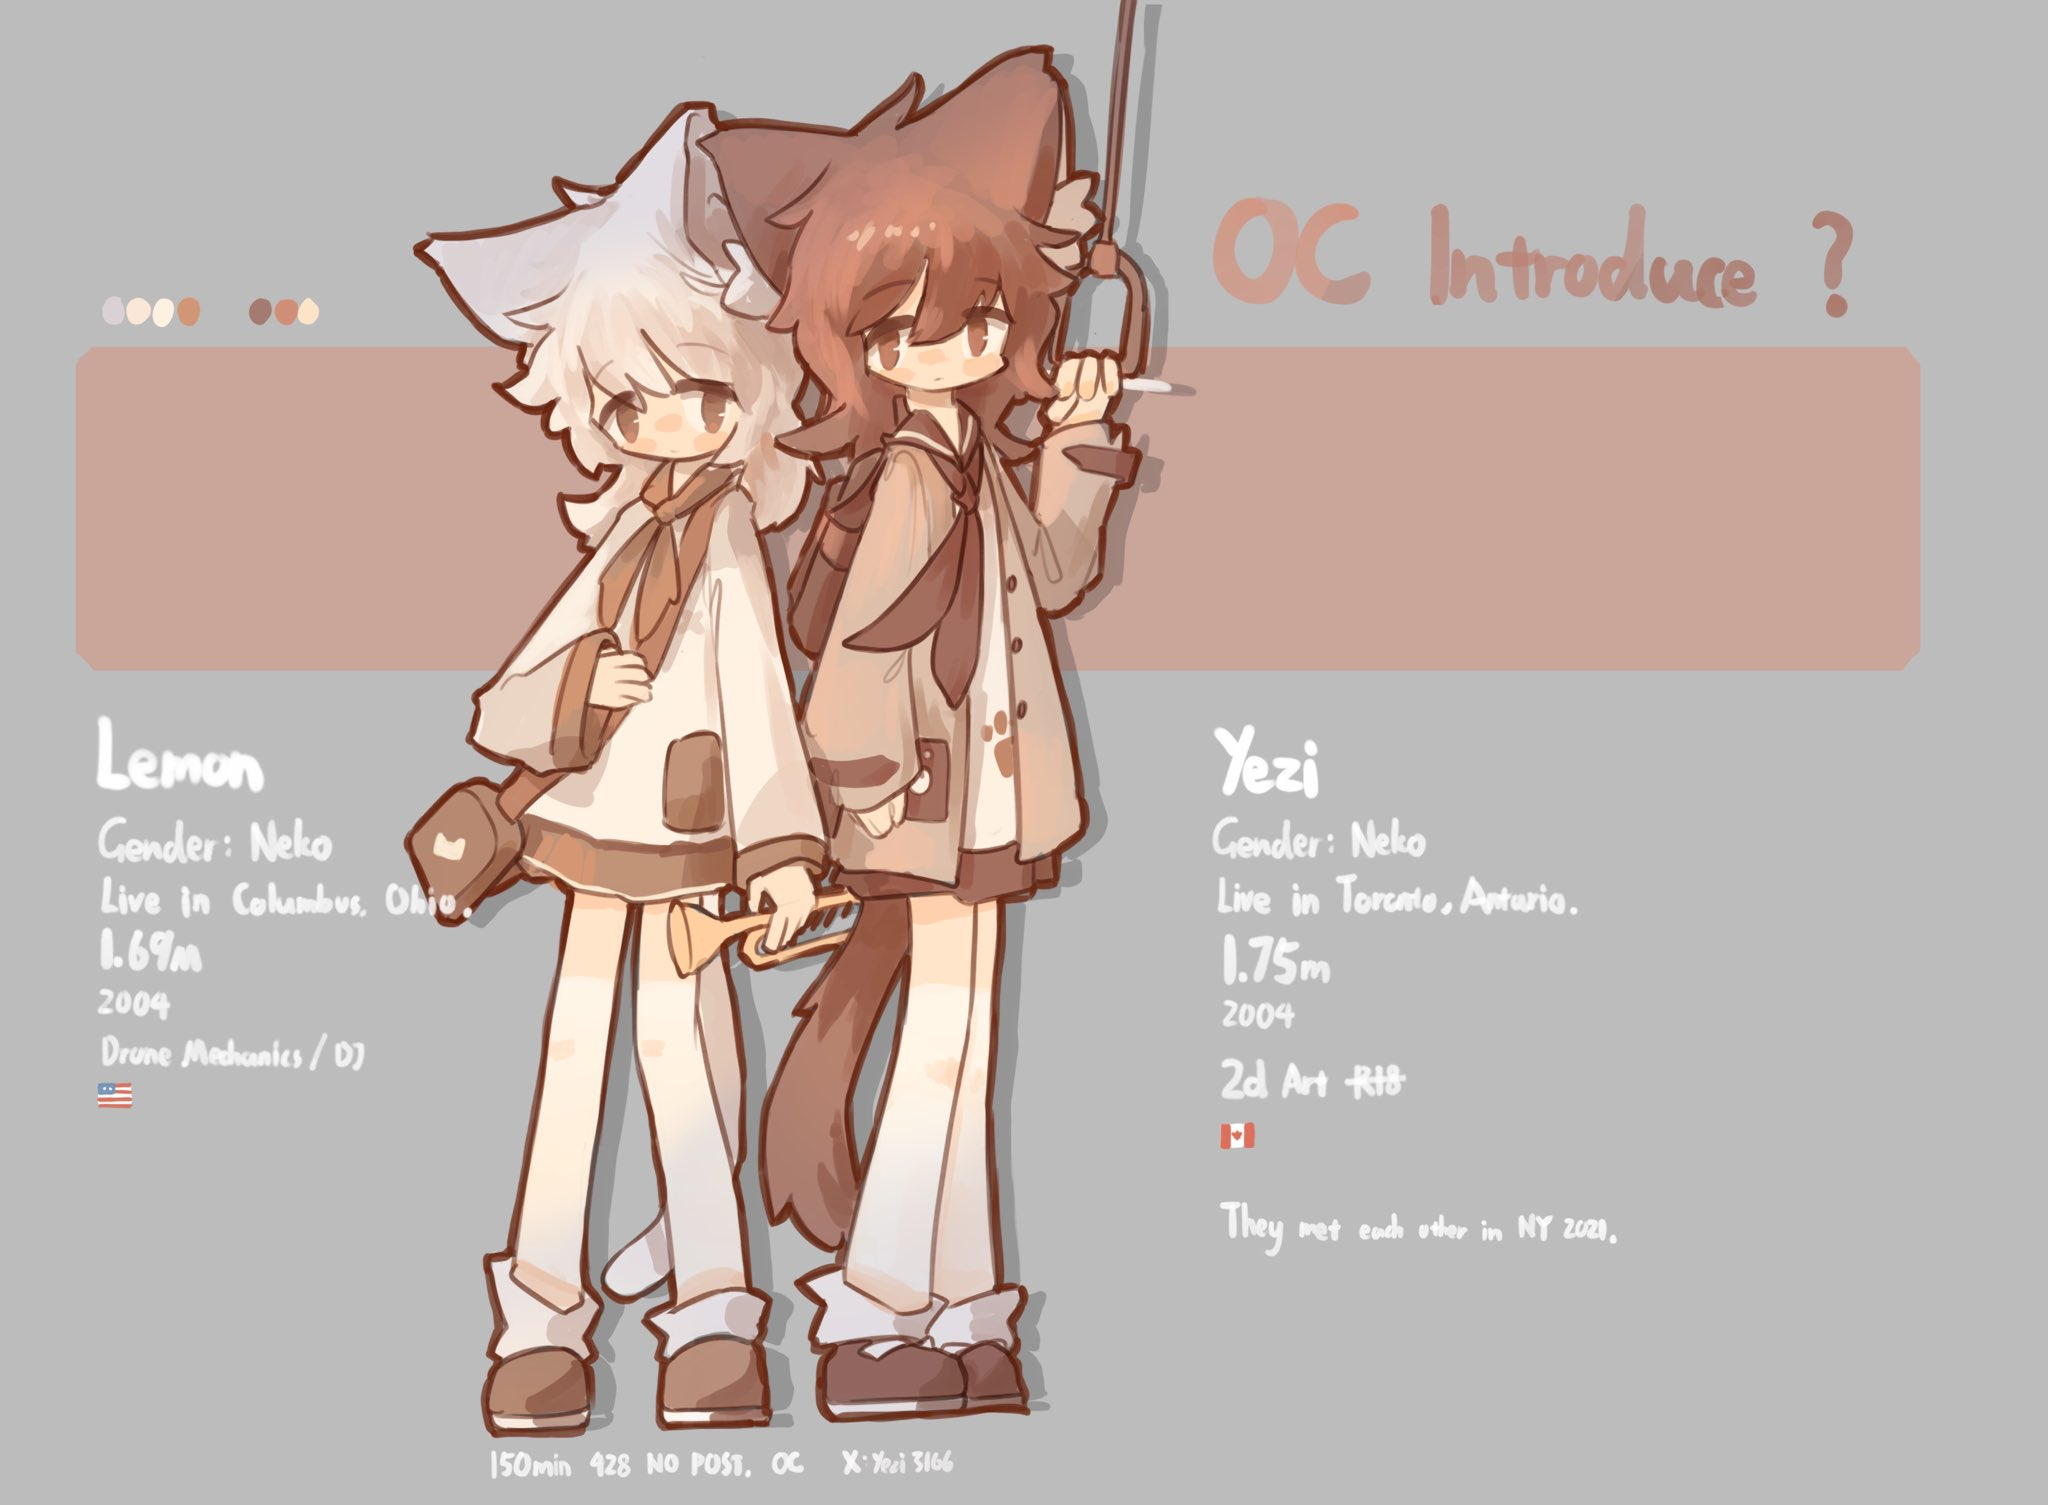 OC Introduce ?
Lemon
Gender: Neko
Live in Columbus, Ohio.
1.69m
2004
Drone Mechanics / DJ
Yezi
Gender: Neko
Live in Toronto, Antario.
1.75m
2004
2d Art R18
They met each other in NY 2021.
150min 428 NO POST. OC X: Yezi3166